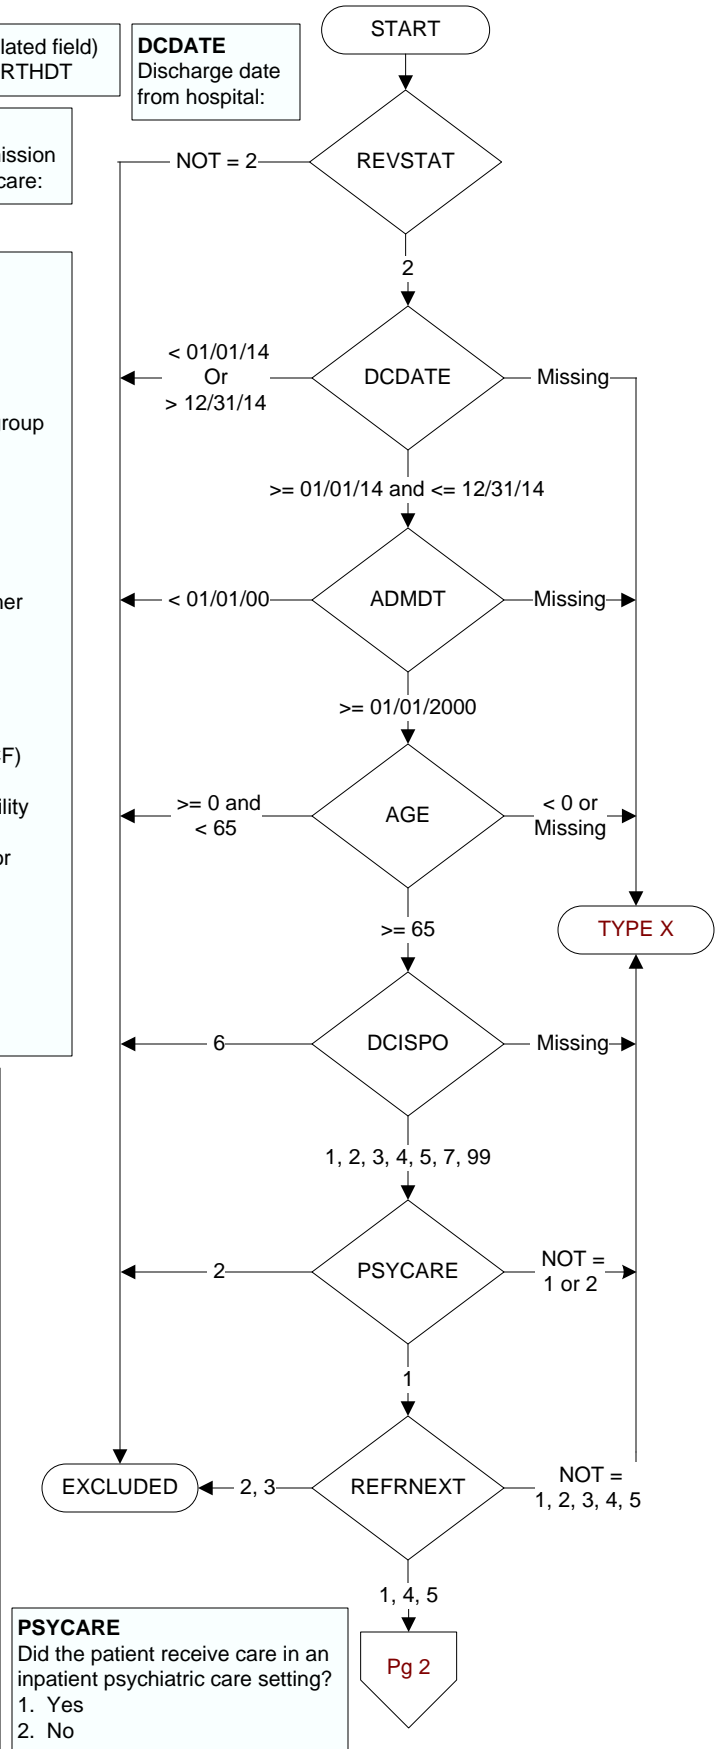 lated field)
RTHDT
DCDATE
Discharge date
from hospital:
ission
care:
roup
ner
F)
ility
or
START
REVSTAT
NOT = 2
2
DCDATE
< 01/01/14
Or
> 12/31/14
Missing
>= 01/01/14 and <= 12/31/14
ADMDT
< 01/01/00
Missing
>= 01/01/2000
AGE
>= 0 and
< 65
< 0 or
Missing
>= 65
TYPE X
DCISPO
6
Missing
1, 2, 3, 4, 5, 7, 99
PSYCARE
2
NOT =
1 or 2
1
REFRNEXT
EXCLUDED
2, 3
NOT =
1, 2, 3, 4, 5
1, 4, 5
Pg 2
PSYCARE
Did the patient receive care in an
inpatient psychiatric care setting?
1. Yes
2. No